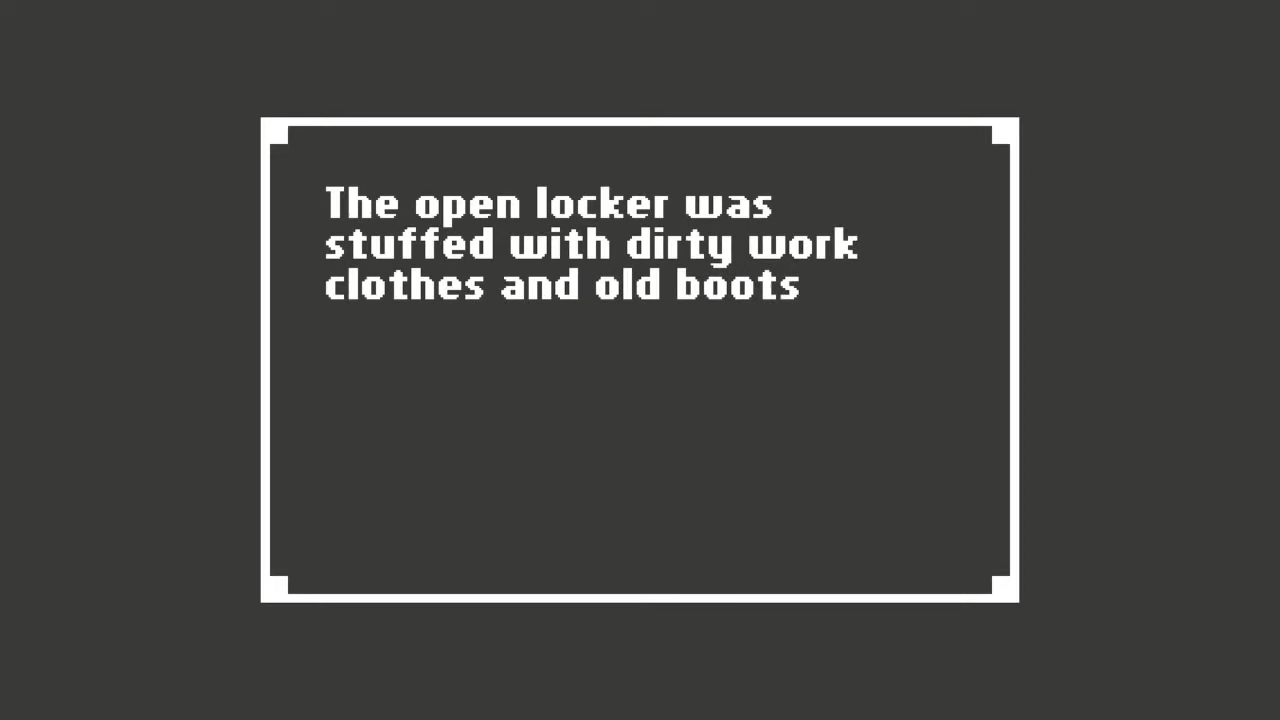 The open locker was
stuffed with dirty work
clothes and old boots